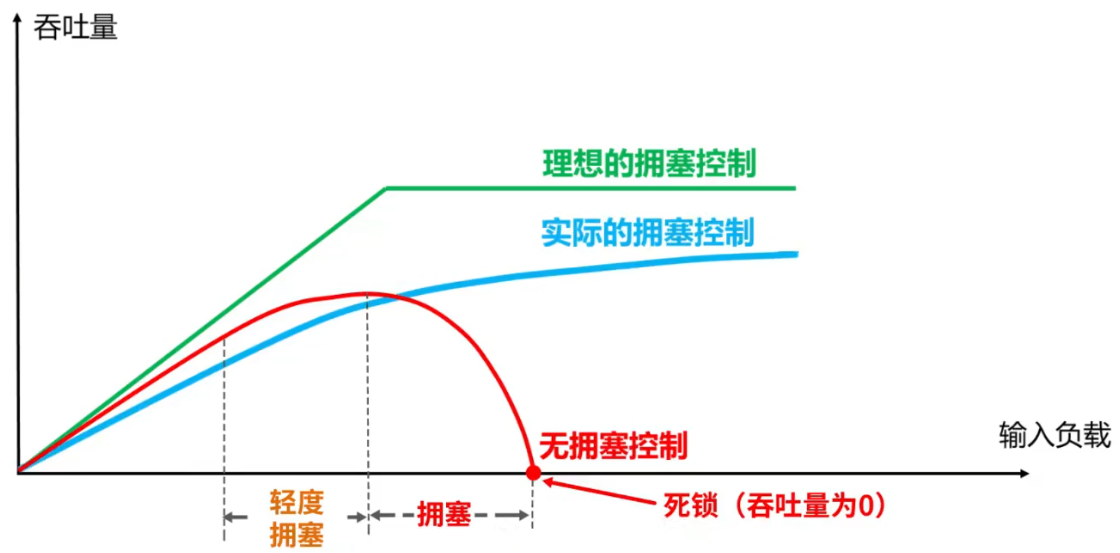 吞吐量
理想的拥塞控制
实际的拥塞控制
无拥塞控制
输入负载
轻度
拥塞
拥塞
死锁（吞吐量为0）